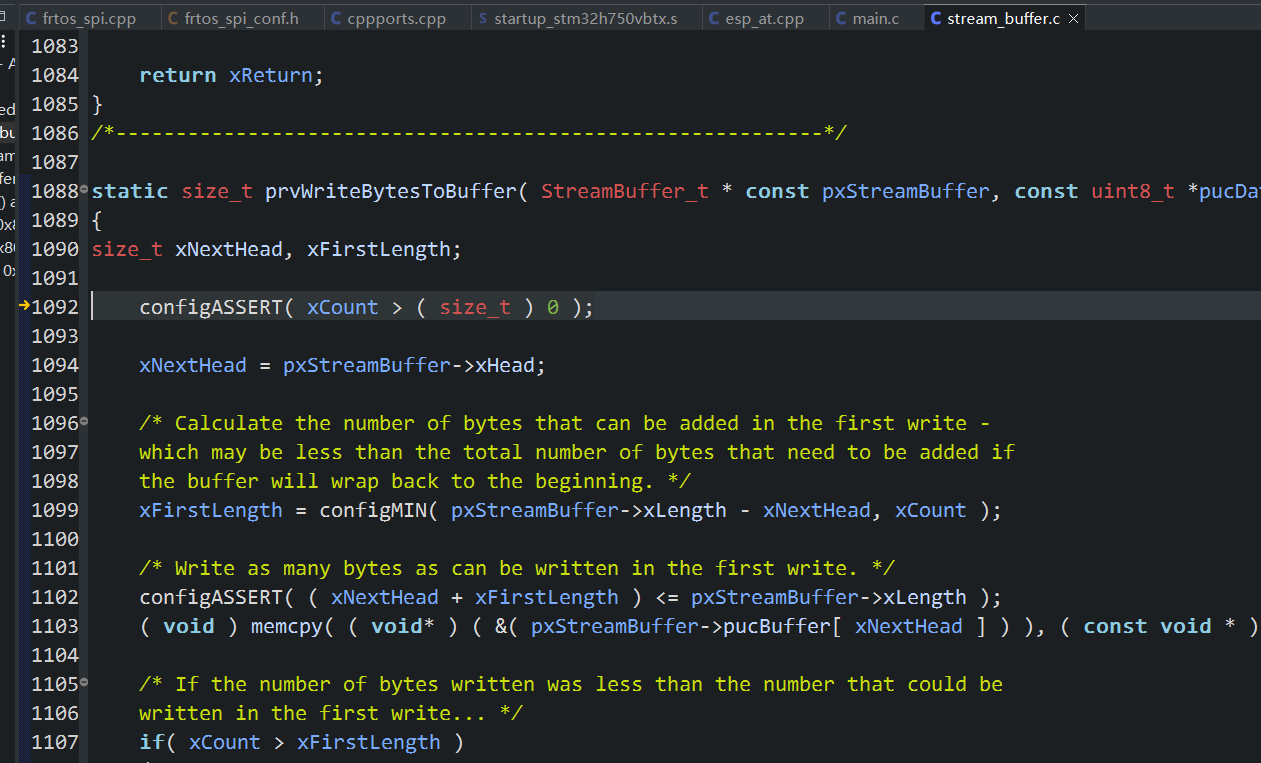 frtos_spi.cpp frtos_spi_conf.h cppports.cpp startup_stm32h750vbtx.s esp_at.cpp main.c stream_buffer.c
1083
1084 return xReturn;
1085 }
1086 /*-----------------------------------------------------------*/
1087
1088 static size_t prvWriteBytesToBuffer( StreamBuffer_t * const pxStreamBuffer, const uint8_t *pucDa
1089 {
1090 size_t xNextHead, xFirstLength;
1091
1092 configASSERT( xCount > ( size_t ) 0 );
1093
1094 xNextHead = pxStreamBuffer->xHead;
1095
1096 /* Calculate the number of bytes that can be added in the first write -
1097 which may be less than the total number of bytes that need to be added if
1098 the buffer will wrap back to the beginning. */
1099 xFirstLength = configMIN( pxStreamBuffer->xLength - xNextHead, xCount );
1100
1101 /* Write as many bytes as can be written in the first write. */
1102 configASSERT( ( xNextHead + xFirstLength ) <= pxStreamBuffer->xLength );
1103 ( void ) memcpy( ( void* ) ( &( pxStreamBuffer->pucBuffer[ xNextHead ] ) ), ( const void * )
1104
1105 /* If the number of bytes written was less than the number that could be
1106 written in the first write... */
1107 if( xCount > xFirstLength )